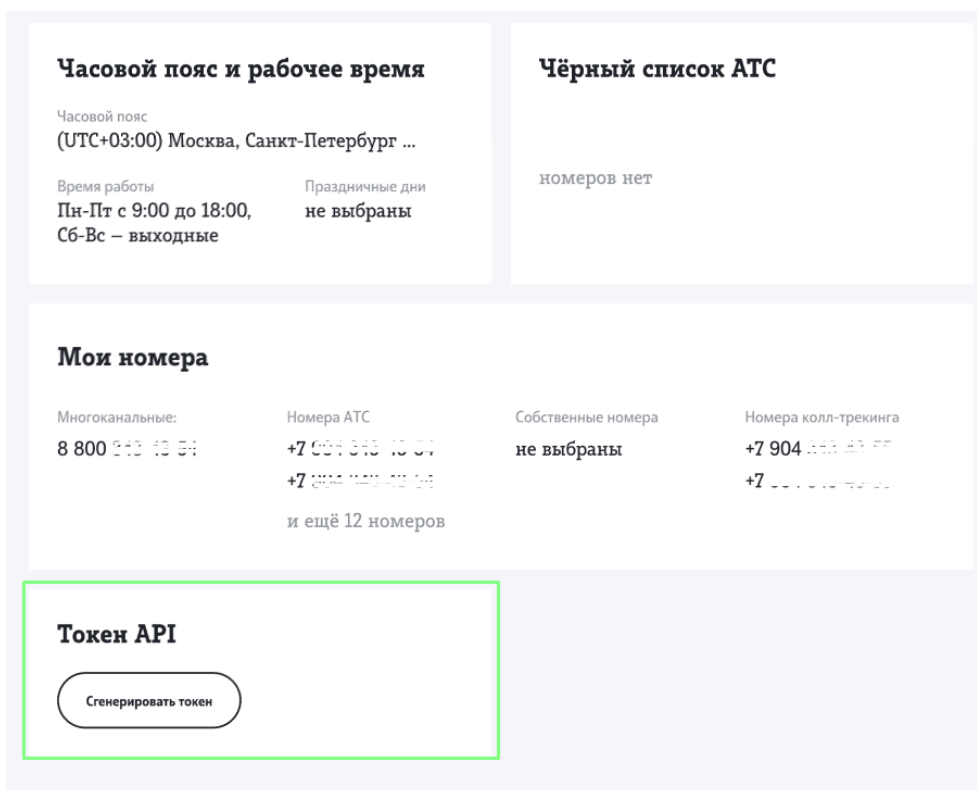 Часовой пояс и рабочее время
Часовой пояс
(UTC+03:00) Москва, Санкт-Петербург ...
Время работы
Пн-Пт с 9:00 до 18:00,
Сб-Вс – выходные
Праздничные дни
не выбраны
Чёрный список АТС
номеров нет
Мои номера
Многоканальные:
8 800
Номера АТС
+7
+7
и ещё 12 номеров
Собственные номера
не выбраны
Номера колл-трекинга
+7 904
+7
Токен API
Сгенерировать токен